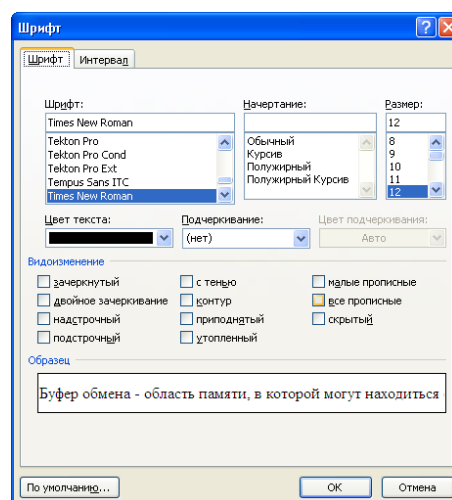 Шрифт
Шрифт Интервал
Шрифт: Начертание: Размер:
Times New Roman 12
Tekton Pro Обычный 8
Tekton Pro Cond Курсив 9
Tekton Pro Ext Полужирный 10
Tempus Sans ITC Полужирный Курсив 11
Times New Roman 12
Цвет текста: Подчеркивание: Цвет подчеркивания:
(нет) Авто
Видоизменение
зачеркнутый с тенью малые прописные
двойное зачеркивание контур все прописные
надстрочный приподнятый скрытый
подстрочный утопленный
Образец
Буфер обмена - область памяти, в которой могут находиться
По умолчанию... ОК Отмена